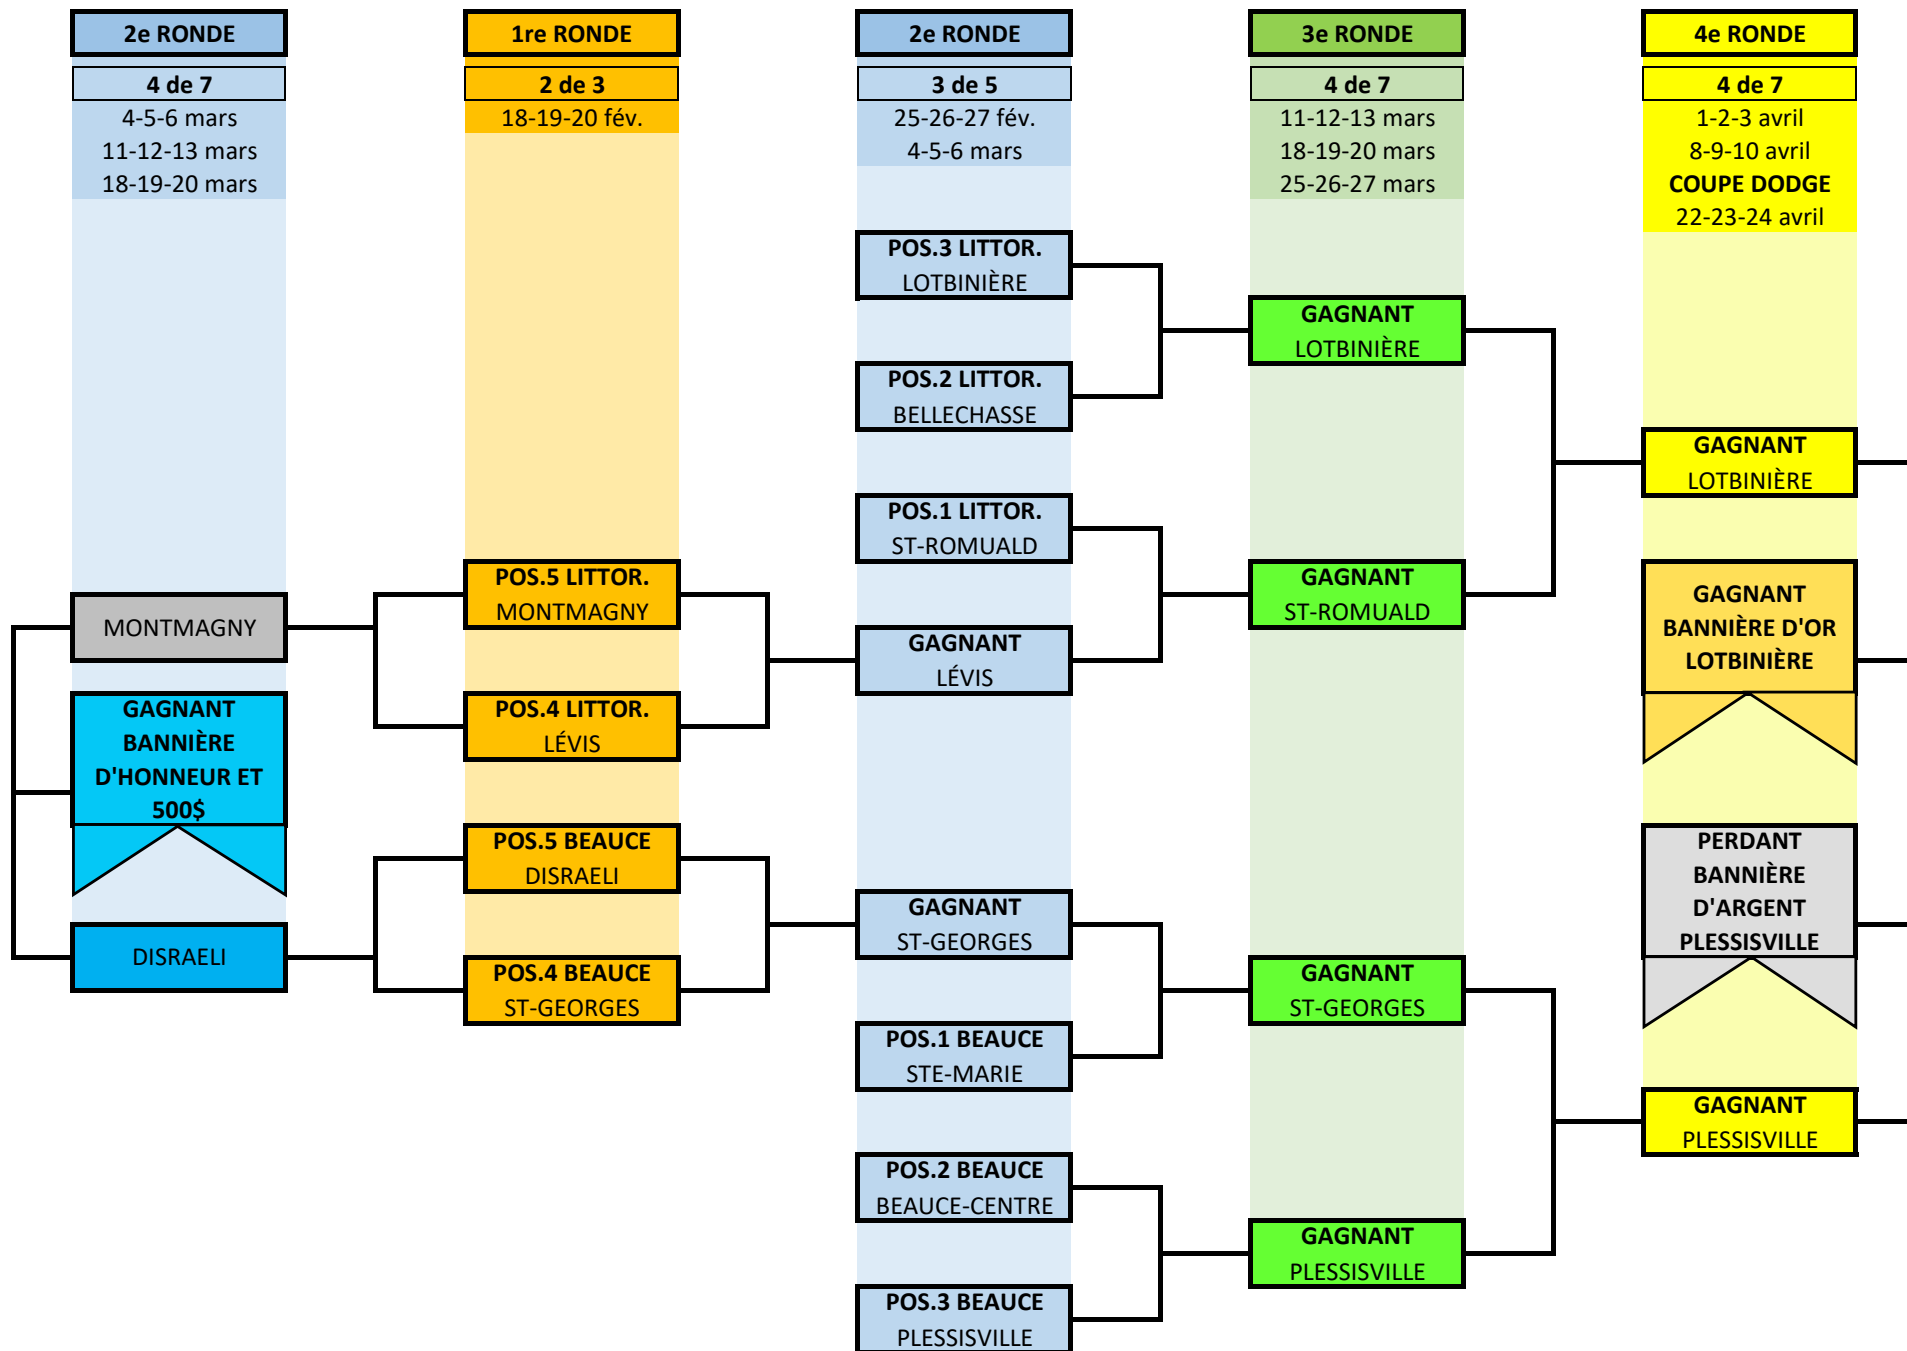 2e RONDE
4 de 7
4-5-6 mars
11-12-13 mars
18-19-20 mars
MONTMAGNY
GAGNANT
BANNIÈRE
D'HONNEUR ET
500$
DISRAELI
1re RONDE
2 de 3
18-19-20 fév.
POS.5 LITTOR.
MONTMAGNY
POS.4 LITTOR.
LÉVIS
POS.5 BEAUCE
DISRAELI
POS.4 BEAUCE
ST-GEORGES
2e RONDE
3 de 5
25-26-27 fév.
4-5-6 mars
POS.3 LITTOR.
LOTBINIÈRE
POS.2 LITTOR.
BELLECHASSE
POS.1 LITTOR.
ST-ROMUALD
GAGNANT
LÉVIS
GAGNANT
ST-GEORGES
POS.1 BEAUCE
STE-MARIE
POS.2 BEAUCE
BEAUCE-CENTRE
POS.3 BEAUCE
PLESSISVILLE
3e RONDE
4 de 7
11-12-13 mars
18-19-20 mars
25-26-27 mars
GAGNANT
LOTBINIÈRE
GAGNANT
ST-ROMUALD
GAGNANT
ST-GEORGES
GAGNANT
PLESSISVILLE
4e RONDE
4 de 7
1-2-3 avril
8-9-10 avril
COUPE DODGE
22-23-24 avril
GAGNANT
LOTBINIÈRE
GAGNANT
BANNIÈRE D'OR
LOTBINIÈRE
PERDANT
BANNIÈRE
D'ARGENT
PLESSISVILLE
GAGNANT
PLESSISVILLE